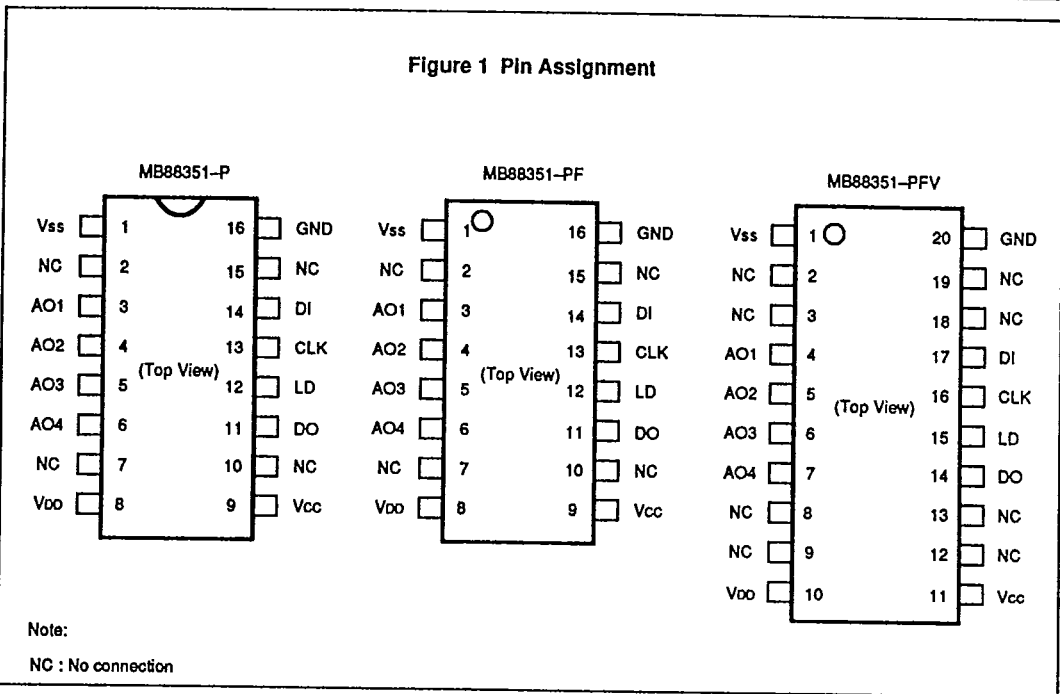 Figure 1 Pin Assignment
MB88351–P
Vss 1 16 GND
NC 2 15 NC
AO1 3 14 DI
AO2 4 13 CLK
(Top View)
AO3 5 12 LD
AO4 6 11 DO
NC 7 10 NC
VDD 8 9 Vcc
MB88351–PF
Vss 1 16 GND
NC 2 15 NC
AO1 3 14 DI
AO2 4 13 CLK
(Top View)
AO3 5 12 LD
AO4 6 11 DO
NC 7 10 NC
VDD 8 9 Vcc
MB88351–PFV
Vss 1 20 GND
NC 2 19 NC
NC 3 18 NC
AO1 4 17 DI
AO2 5 16 CLK
(Top View)
AO3 6 15 LD
AO4 7 14 DO
NC 8 13 NC
NC 9 12 NC
VDD 10 11 Vcc
Note:
NC : No connection